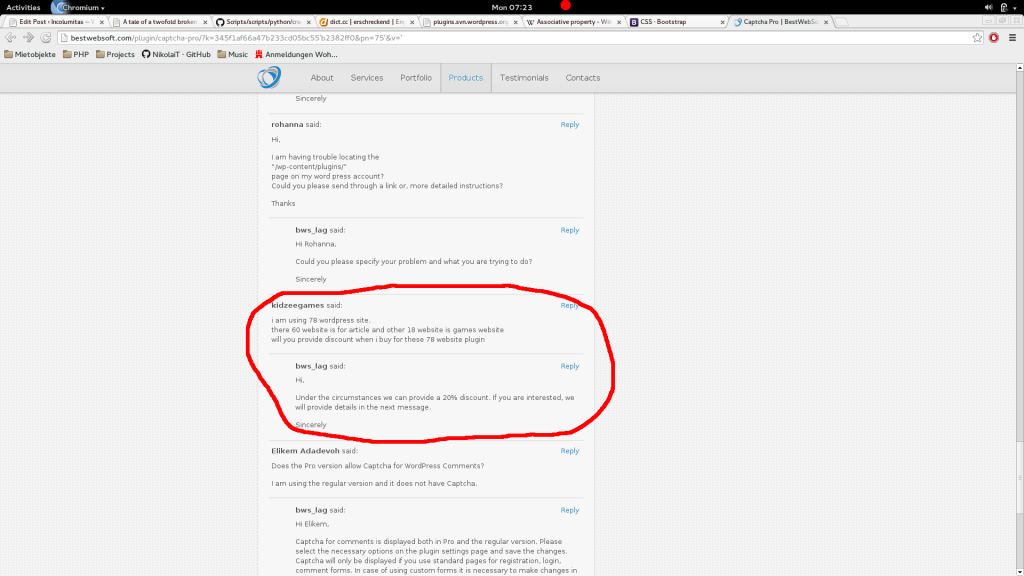 Activities Chromium Mon 07:23
Edit Post ‹ Incolumitas — W A tale of a twofold broken Scripts/scripts/python/cra dict.cc | erschreckend | En plugins.svn.wordpress.org Associative property - Wik CSS · Bootstrap Captcha Pro | BestWebSo
bestwebsoft.com/plugin/captcha-pro/?k=345f1af66a47b233cd05bc55b2382ff0&pn=75'&v='
Mietobjekte PHP Projects NikolaiT · GitHub Music Anmeldungen Woh...
About Services Portfolio Products Testimonials Contacts
Sincerely
rohanna said: Reply
Hi,
I am having trouble locating the
"/wp-content/plugins/"
page on my word press account?
Could you please send through a link or, more detailed instructions?
Thanks
bws_lag said: Reply
Hi Rohanna,
Could you please specify your problem and what you are trying to do?
Sincerely
kidzeegames said: Reply
i am using 78 wordpress site.
there 60 website is for article and other 18 website is games website
will you provide discount when i buy for these 78 website plugin
bws_lag said: Reply
Hi,
Under the circumstances we can provide a 20% discount. If you are interested, we
will provide details in the next message.
Sincerely
Elikem Adadevoh said: Reply
Does the Pro version allow Captcha for WordPress Comments?
I am using the regular version and it does not have Captcha.
bws_lag said: Reply
Hi Elikem,
Captcha for comments is displayed both in Pro and the regular version. Please
select the necessary options on the plugin settings page and save the changes.
Captcha will only be displayed if you use standard pages for registration, login,
comment forms. In case of using custom forms it is necessary to make changes in